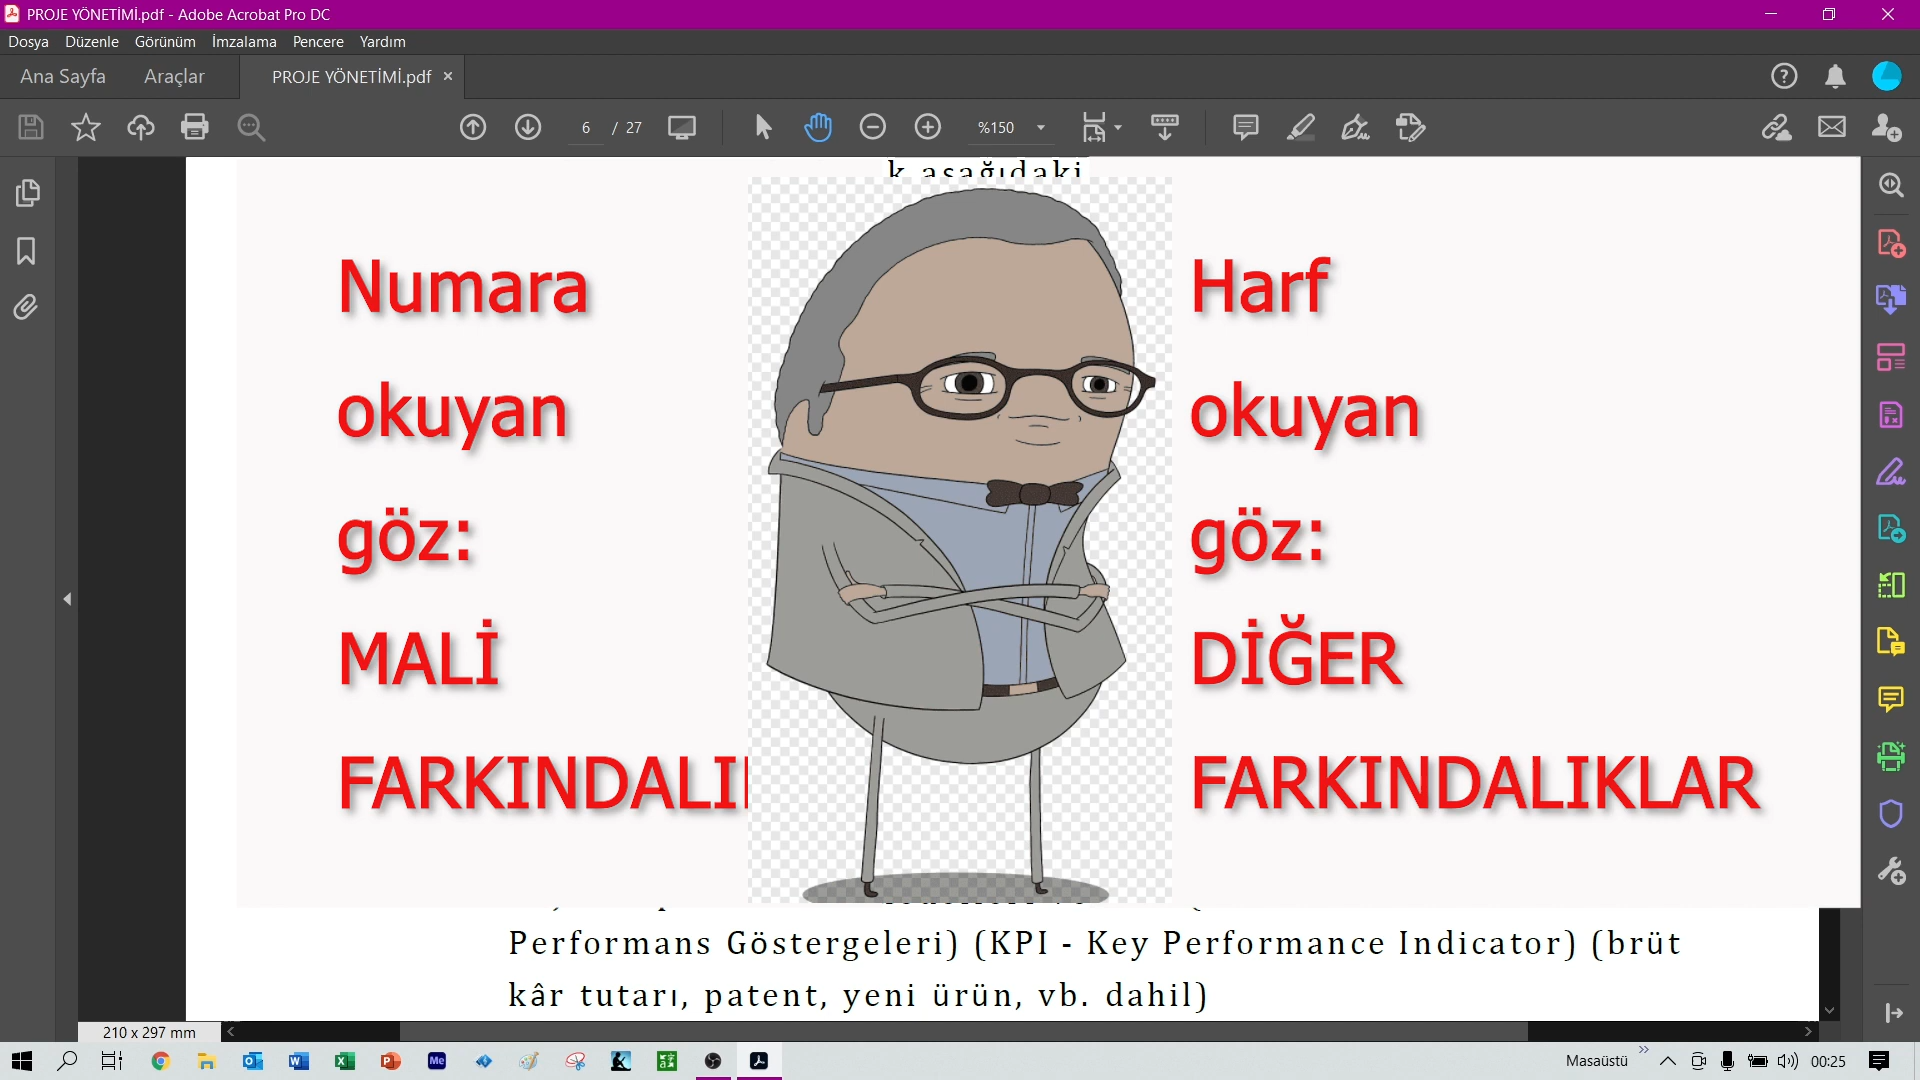 PROJE YÖNETİMİ.pdf - Adobe Acrobat Pro DC
Dosya Düzenle Görünüm İmzalama Pencere Yardım
Ana Sayfa Araçlar PROJE YÖNETİMİ.pdf ×
6 / 27 %150
k aşağıdaki
Numara
okuyan
göz:
MALİ
Harf
okuyan
göz:
DİĞER
FARKINDALIKLAR
Performans Göstergeleri) (KPI - Key Performance Indicator) (brüt
kâr tutarı, patent, yeni ürün, vb. dahil)
210 x 297 mm
Masaüstü 00:25